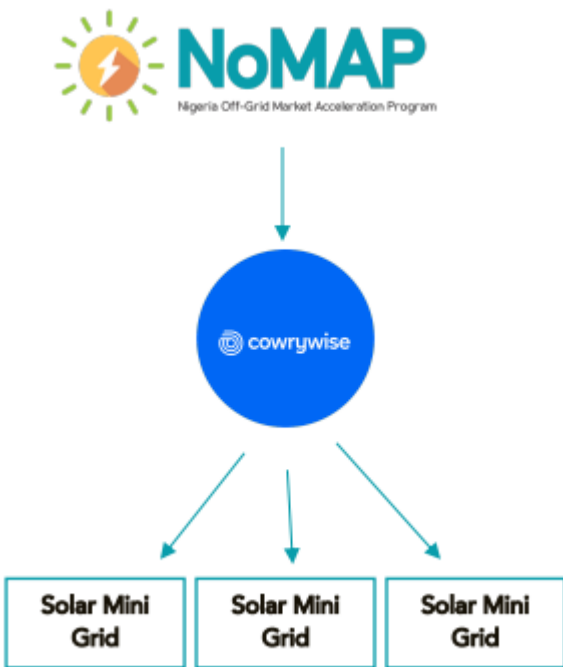 NoMAP
Nigeria Off-Grid Market Acceleration Program
cowrywise
Solar Mini
Grid
Solar Mini
Grid
Solar Mini
Grid